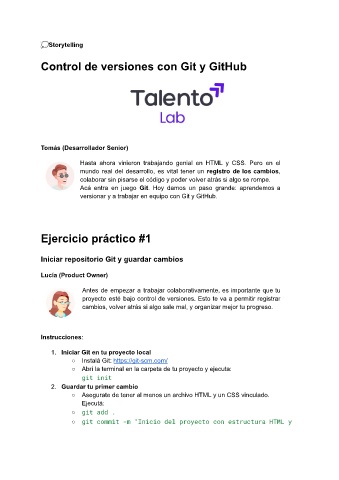 💭Storytelling
Control de versiones con Git y GitHub
Talento
Lab
Tomás (Desarrollador Senior)
Hasta ahora vinieron trabajando genial en HTML y CSS. Pero en el
mundo real del desarrollo, es vital tener un registro de los cambios,
colaborar sin pisarse el código y poder volver atrás si algo se rompe.
Acá entra en juego Git. Hoy damos un paso grande: aprendemos a
versionar y a trabajar en equipo con Git y GitHub.
Ejercicio práctico #1
Iniciar repositorio Git y guardar cambios
Lucía (Product Owner)
Antes de empezar a trabajar colaborativamente, es importante que tu
proyecto esté bajo control de versiones. Esto te va a permitir registrar
cambios, volver atrás si algo sale mal, y organizar mejor tu progreso.
Instrucciones:
1. Iniciar Git en tu proyecto local
○ Instalá Git: https://git-scm.com/
○ Abrí la terminal en la carpeta de tu proyecto y ejecuta:
git init
2. Guardar tu primer cambio
○ Asegurate de tener al menos un archivo HTML y un CSS vinculado.
Ejecutá:
○ git add .
○ git commit -m "Inicio del proyecto con estructura HTML y